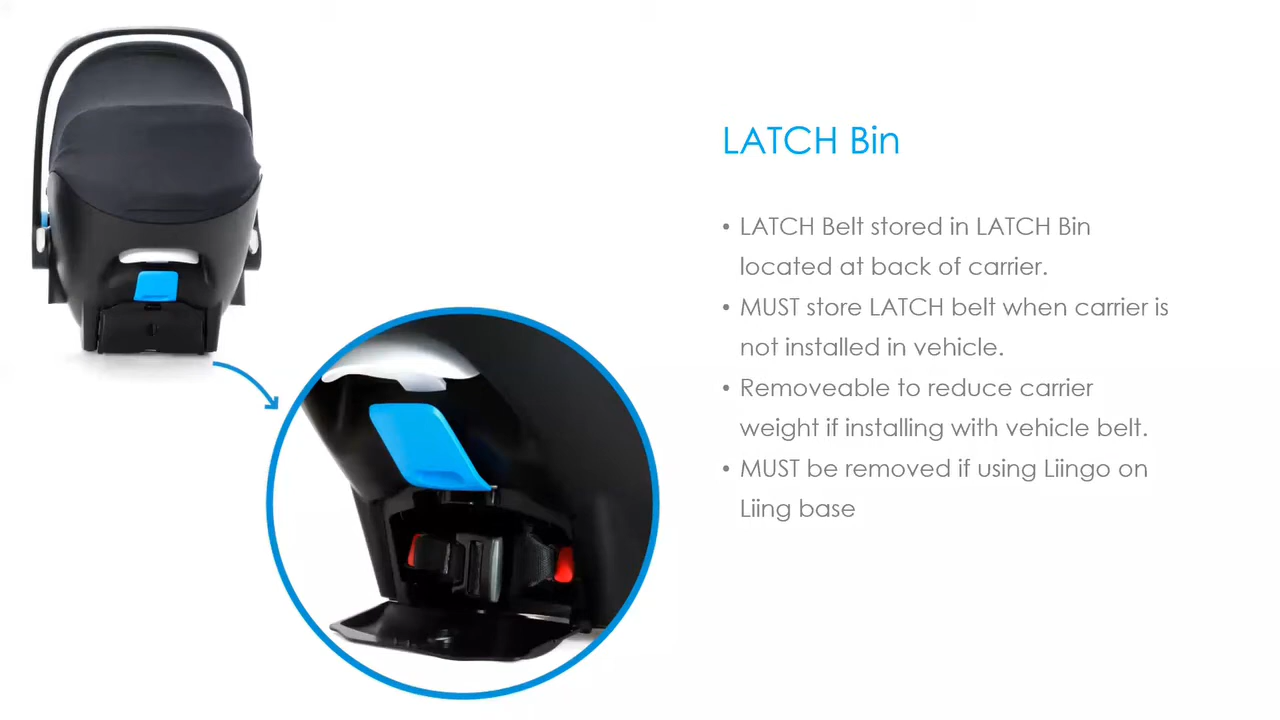 LATCH Bin
• LATCH Belt stored in LATCH Bin
located at back of carrier.
• MUST store LATCH belt when carrier is
not installed in vehicle.
• Removeable to reduce carrier
weight if installing with vehicle belt.
• MUST be removed if using Liingo on
Liing base